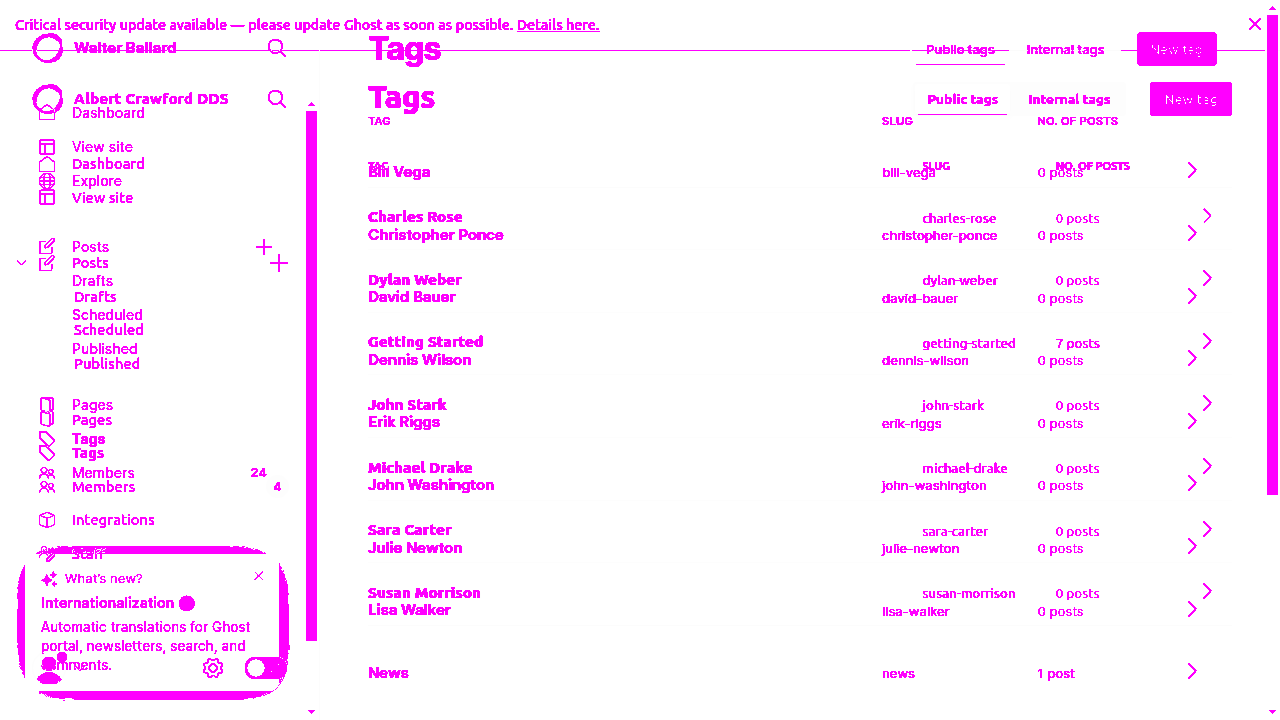 Critical security update available — please update Ghost as soon as possible. Details here.
Walter Ballard
Tags
Public tags
Internal tags
New tag
Albert Crawford DDS
Tags
Public tags
Internal tags
New tag
Dashboard
TAG
SLUG
NO. OF POSTS
View site
Dashboard
TAG
SLUG
NO. OF POSTS
Bill Vega
bill-vega
0 posts
Explore
View site
Charles Rose
charles-rose
0 posts
Christopher Ponce
christopher-ponce
0 posts
Posts
Posts
Drafts
Dylan Weber
dylan-weber
0 posts
Drafts
David Bauer
david-bauer
0 posts
Scheduled
Scheduled
Getting Started
getting-started
7 posts
Published
Published
Dennis Wilson
dennis-wilson
0 posts
Pages
John Stark
john-stark
0 posts
Pages
Erik Riggs
erik-riggs
0 posts
Tags
Tags
Members
24
Michael Drake
michael-drake
0 posts
Members
4
John Washington
john-washington
0 posts
Integrations
Sara Carter
sara-carter
0 posts
Staff
Julie Newton
julie-newton
0 posts
What's new?
Susan Morrison
susan-morrison
0 posts
Internationalization
Lisa Walker
lisa-walker
0 posts
Automatic translations for Ghost
portal, newsletters, search, and
comments.
News
news
1 post